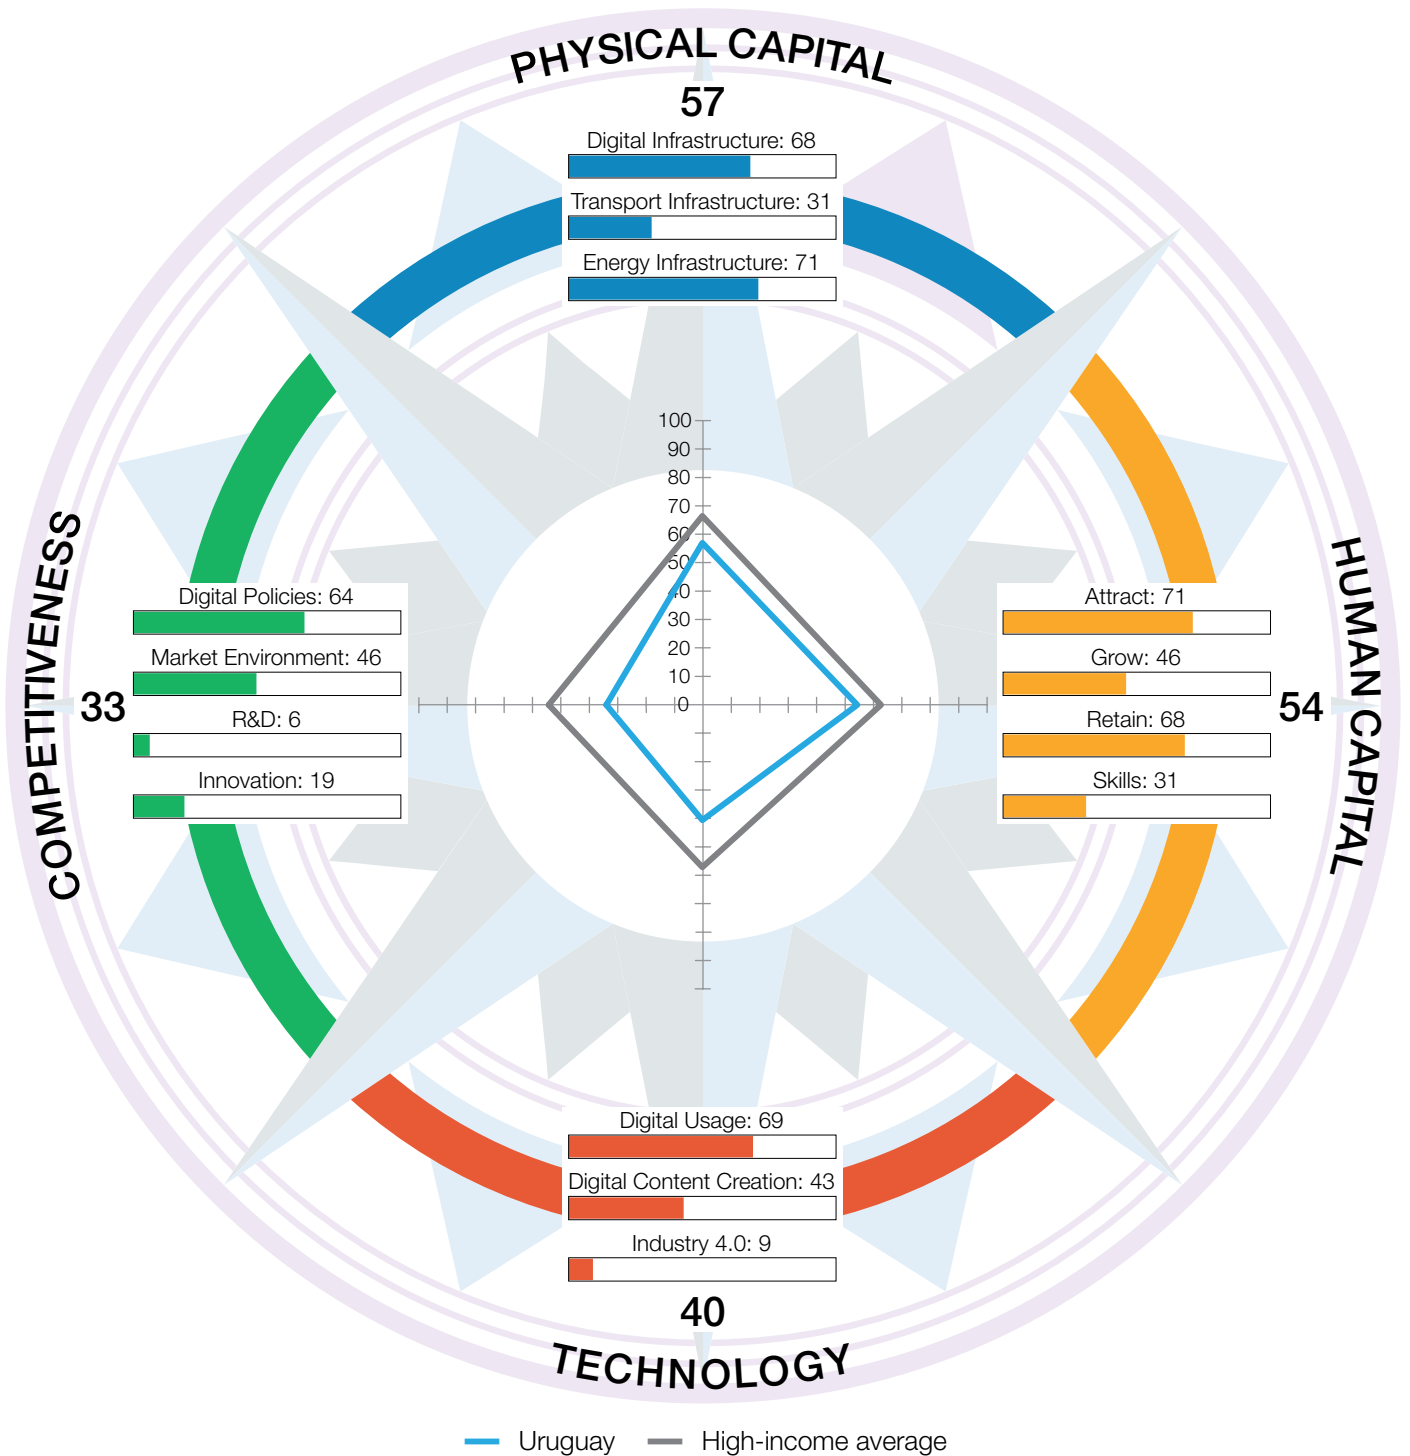 PHYSICAL CAPITAL
57
Digital Infrastructure: 68
Transport Infrastructure: 31
Energy Infrastructure: 71
100
90
80
70
60
50
40
30
20
10
0
COMPETITIVENESS
33
Digital Policies: 64
Market Environment: 46
R&D: 6
Innovation: 19
HUMAN CAPITAL
54
Attract: 71
Grow: 46
Retain: 68
Skills: 31
Digital Usage: 69
Digital Content Creation: 43
Industry 4.0: 9
40
TECHNOLOGY
Uruguay
High-income average